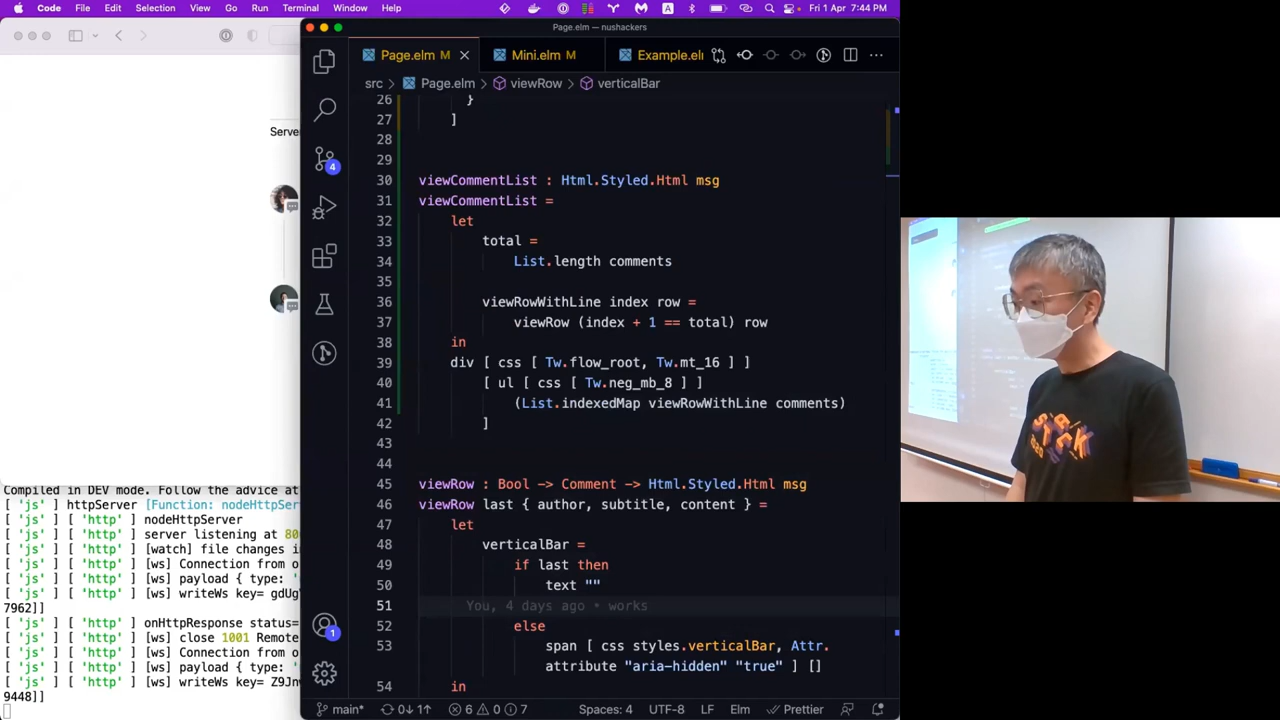 Code File Edit Selection View Go Run Terminal Window Help Fri 1 Apr 7:44 PM
Page.elm — nushackers
Page.elm M Mini.elm M Example.el
src > Page.elm > viewRow > verticalBar
26 }
27 ]
28
29
30 viewCommentList : Html.Styled.Html msg
31 viewCommentList =
32 let
33 total =
34 List.length comments
35
36 viewRowWithLine index row =
37 viewRow (index + 1 == total) row
38 in
39 div [ css [ Tw.flow_root, Tw.mt_16 ] ]
40 [ ul [ css [ Tw.neg_mb_8 ] ]
41 (List.indexedMap viewRowWithLine comments)
42 ]
43
44
45 viewRow : Bool -> Comment -> Html.Styled.Html msg
46 viewRow last { author, subtitle, content } =
47 let
48 verticalBar =
49 if last then
50 text ""
51 You, 4 days ago • works
52 else
53 span [ css styles.verticalBar, Attr.
attribute "aria-hidden" "true" ] []
54 in
4
1
main* 0↓ 1↑ 6 0 7 Spaces: 4 UTF-8 LF Elm Prettier
Server
Compiled in DEV mode. Follow the advice at
[ 'js' ] httpServer [Function: nodeHttpServ
[ 'js' ] [ 'http' ] nodeHttpServer
[ 'js' ] [ 'http' ] server listening at 80
[ 'js' ] [ 'http' ] [watch] file changes i
[ 'js' ] [ 'http' ] [ws] Connection from o
[ 'js' ] [ 'http' ] [ws] payload { type: '
[ 'js' ] [ 'http' ] [ws] writeWs key= gdUg
7962]]
[ 'js' ] [ 'http' ] onHttpResponse status=
[ 'js' ] [ 'http' ] [ws] close 1001 Remote
[ 'js' ] [ 'http' ] [ws] Connection from o
[ 'js' ] [ 'http' ] [ws] payload { type: '
[ 'js' ] [ 'http' ] [ws] writeWs key= Z9Jn
9448]]
STACK
2020